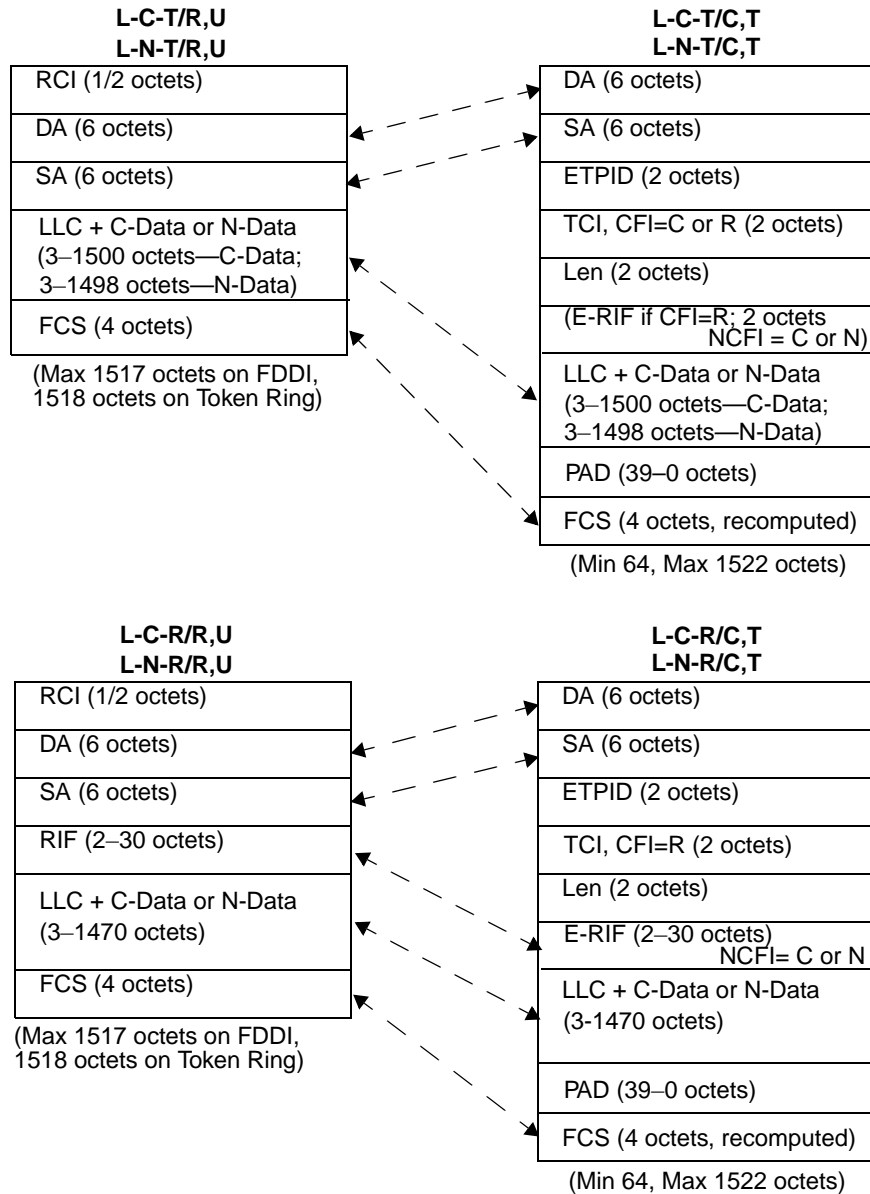 L-C-T/R,U
L-N-T/R,U
RCI (1/2 octets)
DA (6 octets)
SA (6 octets)
LLC + C-Data or N-Data
(3–1500 octets—C-Data;
3–1498 octets—N-Data)
FCS (4 octets)
(Max 1517 octets on FDDI,
1518 octets on Token Ring)
L-C-T/C,T
L-N-T/C,T
DA (6 octets)
SA (6 octets)
ETPID (2 octets)
TCI, CFI=C or R (2 octets)
Len (2 octets)
(E-RIF if CFI=R; 2 octets
NCFI = C or N)
LLC + C-Data or N-Data
(3–1500 octets—C-Data;
3–1498 octets—N-Data)
PAD (39–0 octets)
FCS (4 octets, recomputed)
(Min 64, Max 1522 octets)
L-C-R/R,U
L-N-R/R,U
RCI (1/2 octets)
DA (6 octets)
SA (6 octets)
RIF (2–30 octets)
LLC + C-Data or N-Data
(3–1470 octets)
FCS (4 octets)
(Max 1517 octets on FDDI,
1518 octets on Token Ring)
L-C-R/C,T
L-N-R/C,T
DA (6 octets)
SA (6 octets)
ETPID (2 octets)
TCI, CFI=R (2 octets)
Len (2 octets)
E-RIF (2–30 octets)
NCFI= C or N
LLC + C-Data or N-Data
(3-1470 octets)
PAD (39–0 octets)
FCS (4 octets, recomputed)
(Min 64, Max 1522 octets)